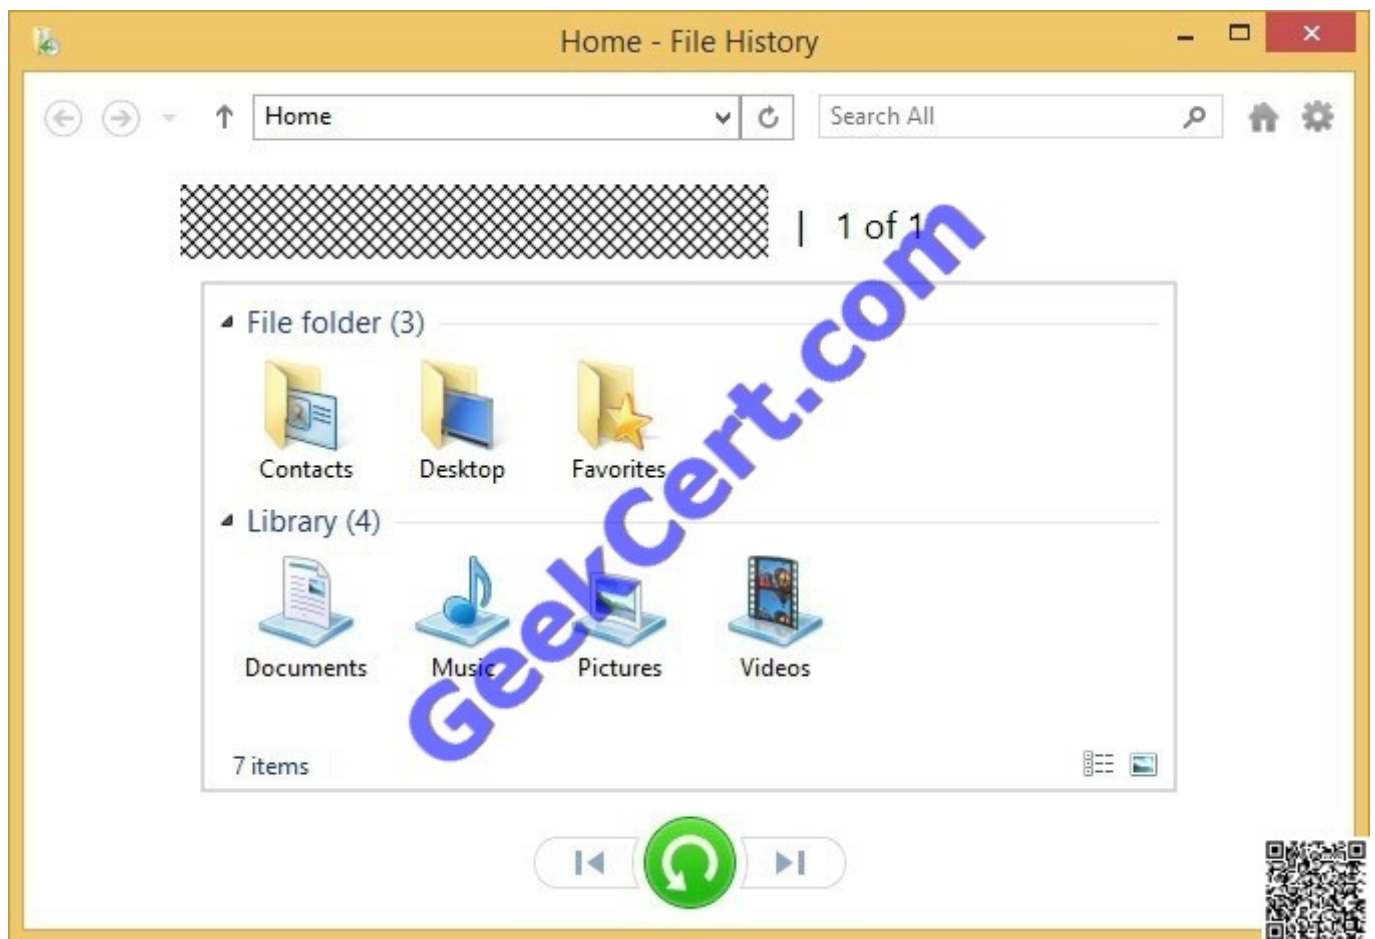 Home - File History
Home
Search All
| 1 of 1
File folder (3)
Contacts Desktop Favorites
Library (4)
Documents Music Pictures Videos
7 items
GeekCert.com